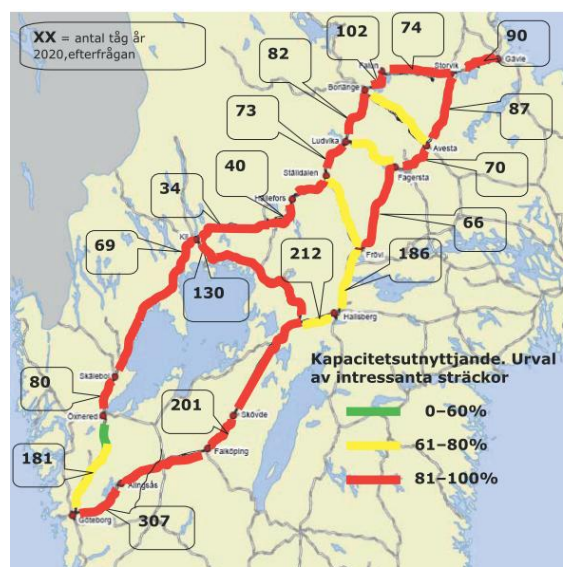 XX = antal tåg år
2020,efterfrågan
102
74
90
82
Falun
Storvik
Gävle
Borlänge
87
73
Ludvika
Avesta
40
Ställdalen
Fagersta
70
34
Hällefors
66
69
Kil
212
186
Frövi
130
Hallsberg
Kapacitetsutnyttjande. Urval
av intressanta sträckor
Skälebol
80
0–60%
201
Öxnered
Skövde
61–80%
181
Falköping
81–100%
Alingsås
Göteborg
307